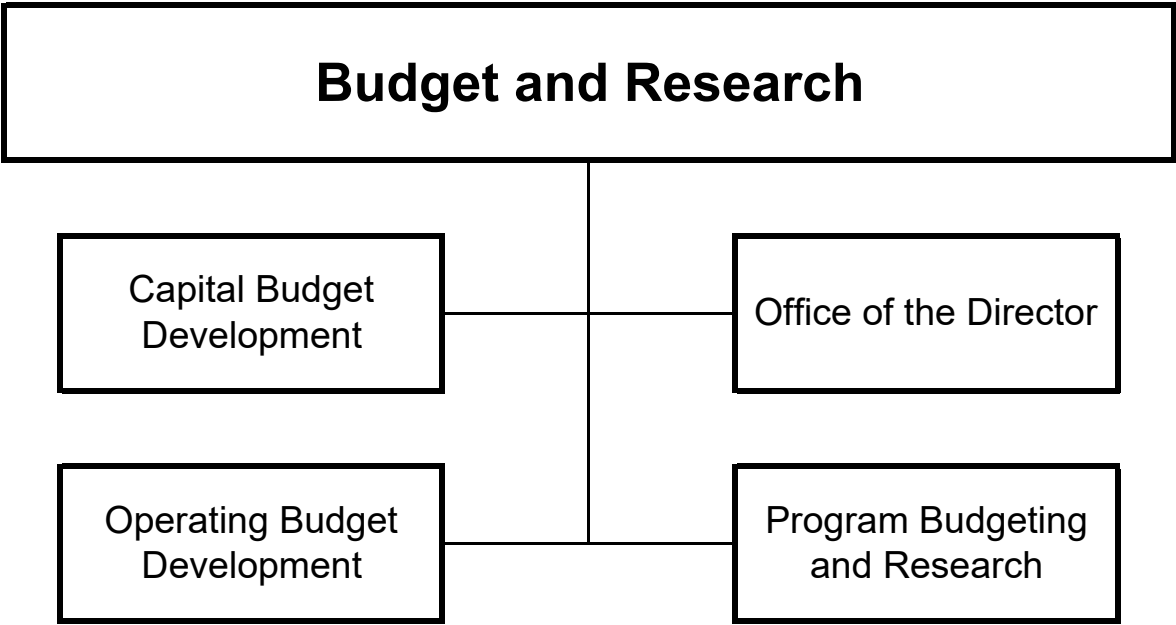 Budget and Research
Capital Budget
Development
Office of the Director
Operating Budget
Development
Program Budgeting
and Research